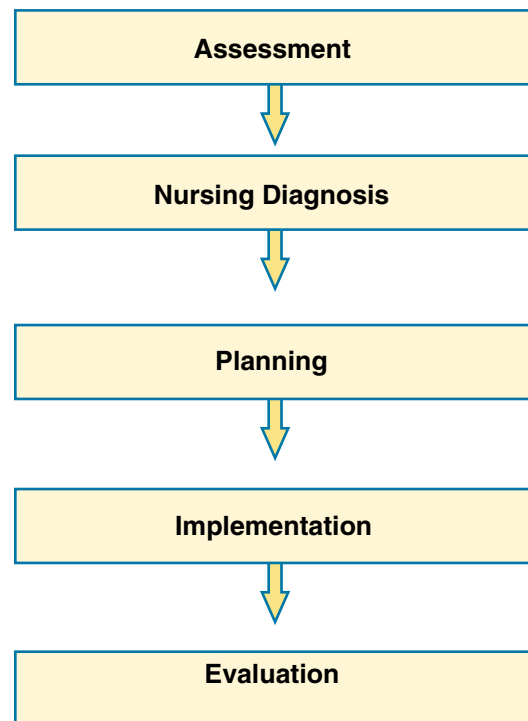 Assessment
Nursing Diagnosis
Planning
Implementation
Evaluation